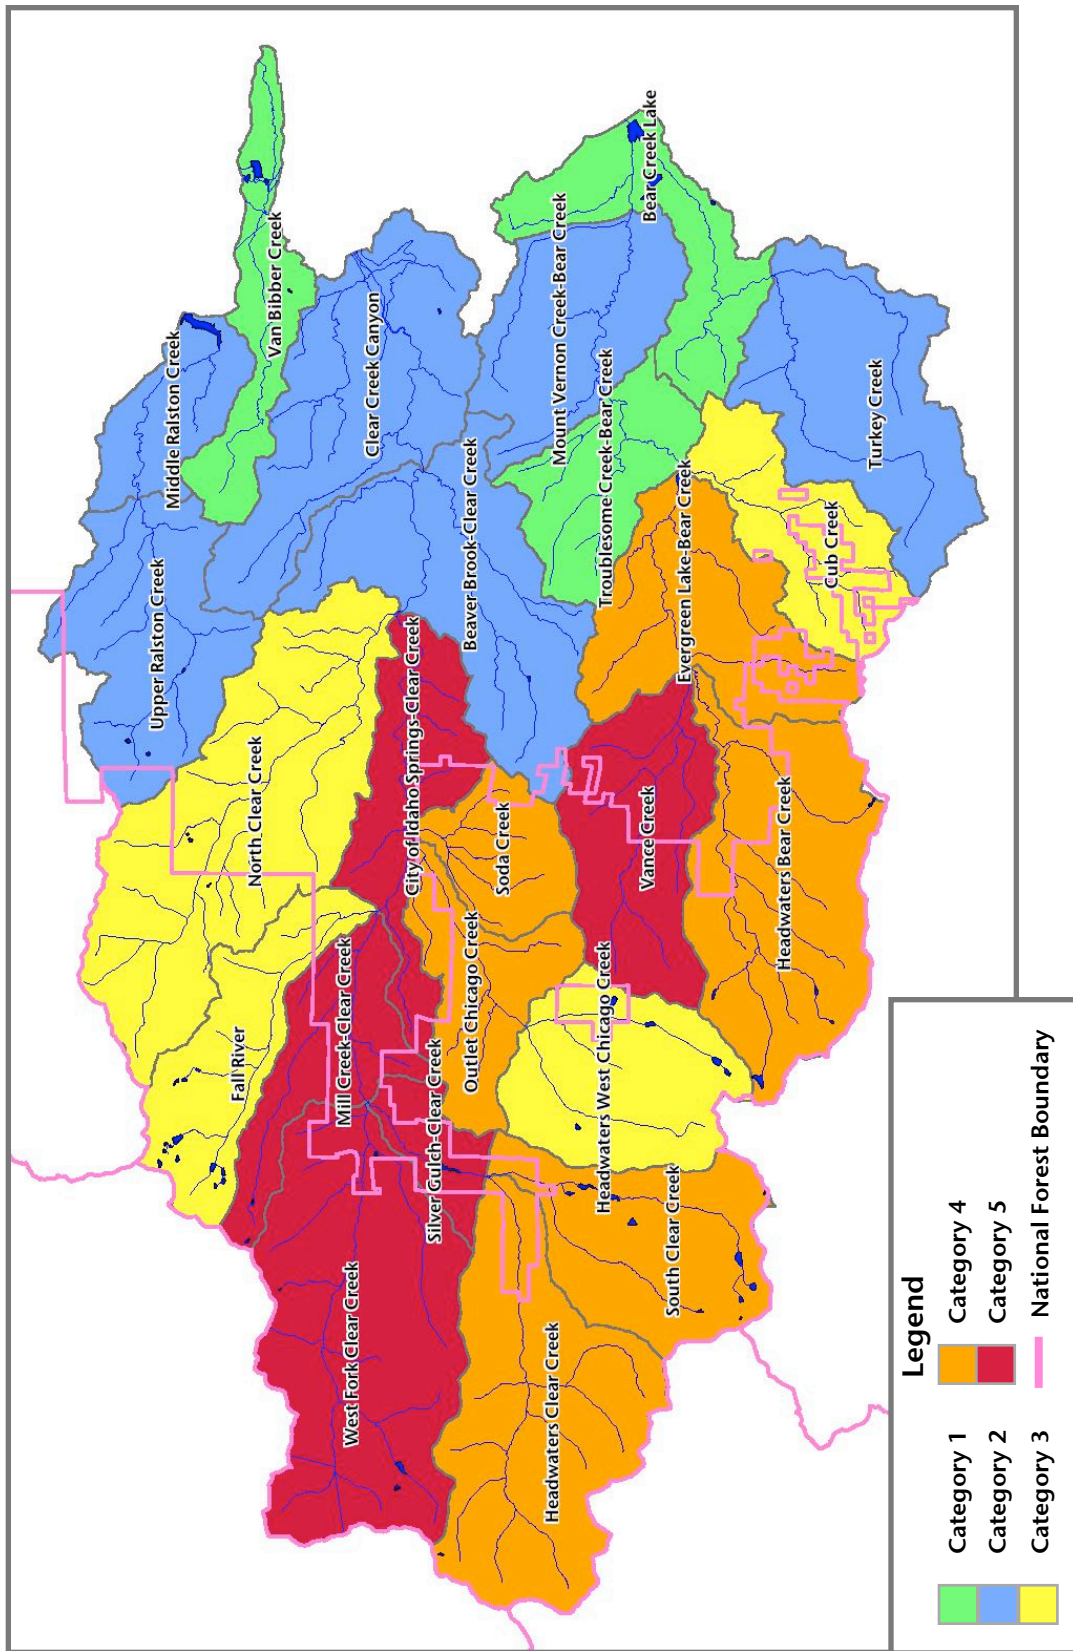 Van Bibber Creek
Middle Ralston Creek
Upper Ralston Creek
Clear Creek Canyon
Beaver Brook-Clear Creek
Mount Vernon Creek-Bear Creek
Bear Creek Lake
Troublesome Creek-Bear Creek
Turkey Creek
Cub Creek
Evergreen Lake-Bear Creek
North Clear Creek
City of Idaho Springs-Clear Creek
Soda Creek
Vance Creek
Headwaters Bear Creek
Fall River
Mill Creek-Clear Creek
Outlet Chicago Creek
Silver Gulch-Clear Creek
Headwaters West Chicago Creek
South Clear Creek
West Fork Clear Creek
Headwaters Clear Creek
Legend
Category 1
Category 2
Category 3
Category 4
Category 5
National Forest Boundary